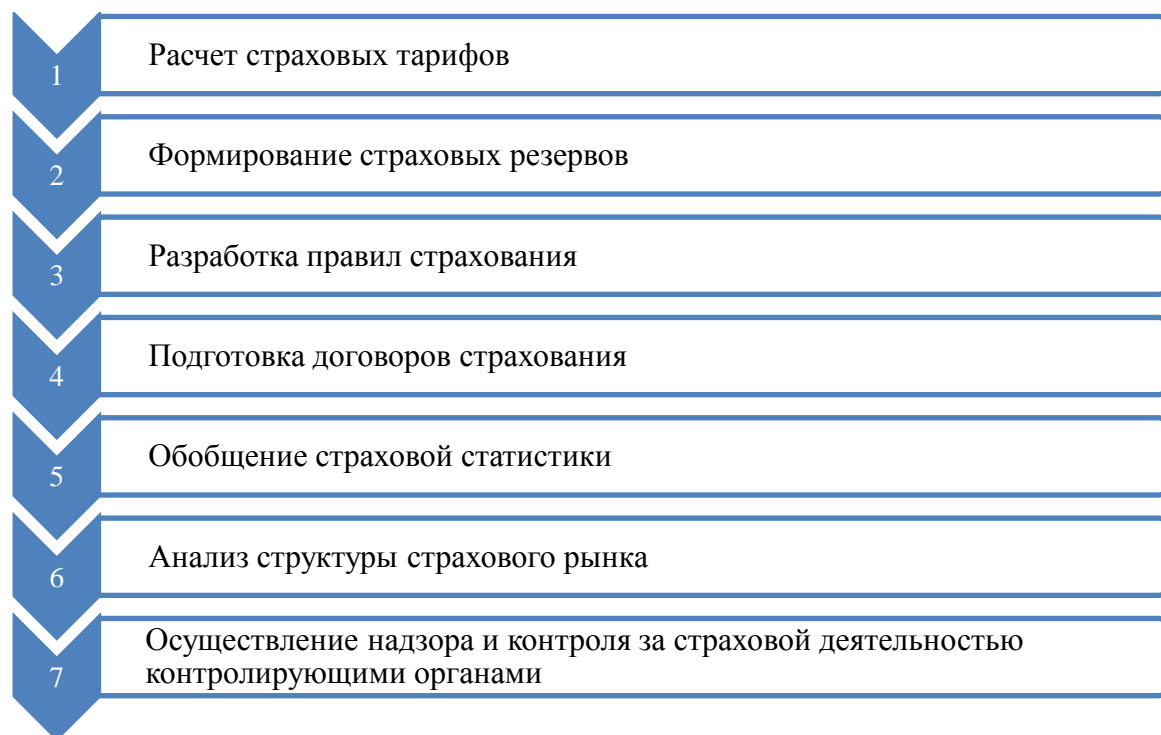 1
Расчет страховых тарифов
2
Формирование страховых резервов
3
Разработка правил страхования
4
Подготовка договоров страхования
5
Обобщение страховой статистики
6
Анализ структуры страхового рынка
7
Осуществление надзора и контроля за страховой деятельностью
контролирующими органами